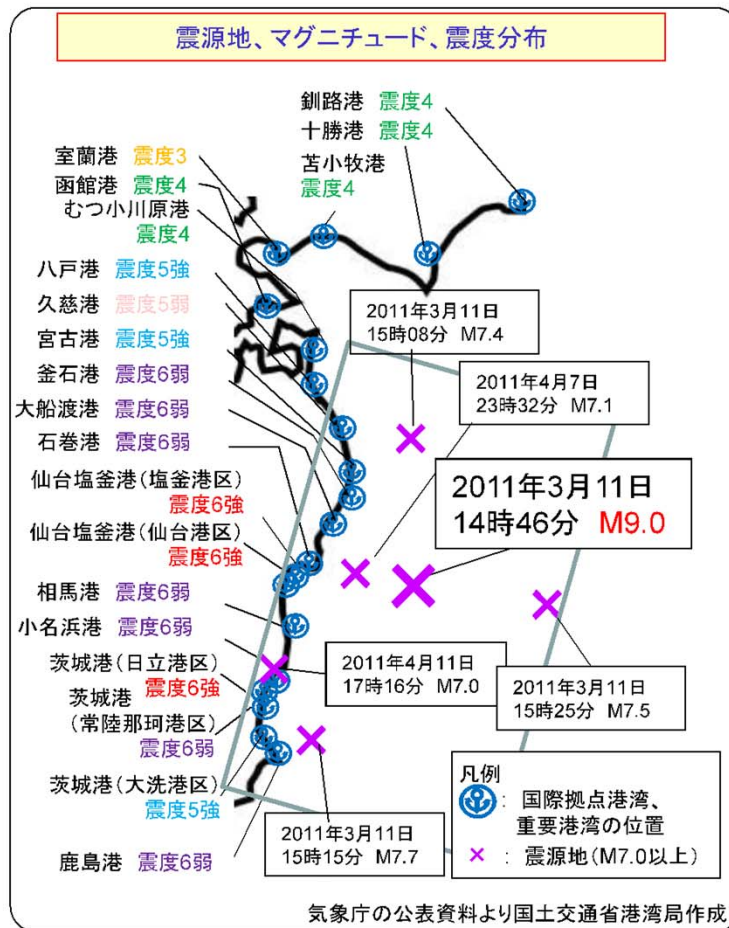 震源地、マグニチュード、震度分布
釧路港 震度4
十勝港 震度4
苫小牧港
震度4
室蘭港 震度3
函館港 震度4
むつ小川原港
震度4
八戸港 震度5強
久慈港 震度5弱
宮古港 震度5強
釜石港 震度6弱
大船渡港 震度6弱
石巻港 震度6弱
仙台塩釜港(塩釜港区)
震度6強
仙台塩釜港(仙台港区)
震度6強
相馬港 震度6弱
小名浜港 震度6弱
茨城港(日立港区)
震度6強
茨城港
(常陸那珂港区)
震度6弱
茨城港(大洗港区)
震度5強
鹿島港 震度6弱
2011年3月11日
15時08分 M7.4
2011年4月7日
23時32分 M7.1
2011年3月11日
14時46分 M9.0
2011年4月11日
17時16分 M7.0
2011年3月11日
15時25分 M7.5
2011年3月11日
15時15分 M7.7
凡例
: 国際拠点港湾、
重要港湾の位置
: 震源地(M7.0以上)
気象庁の公表資料より国土交通省港湾局作成